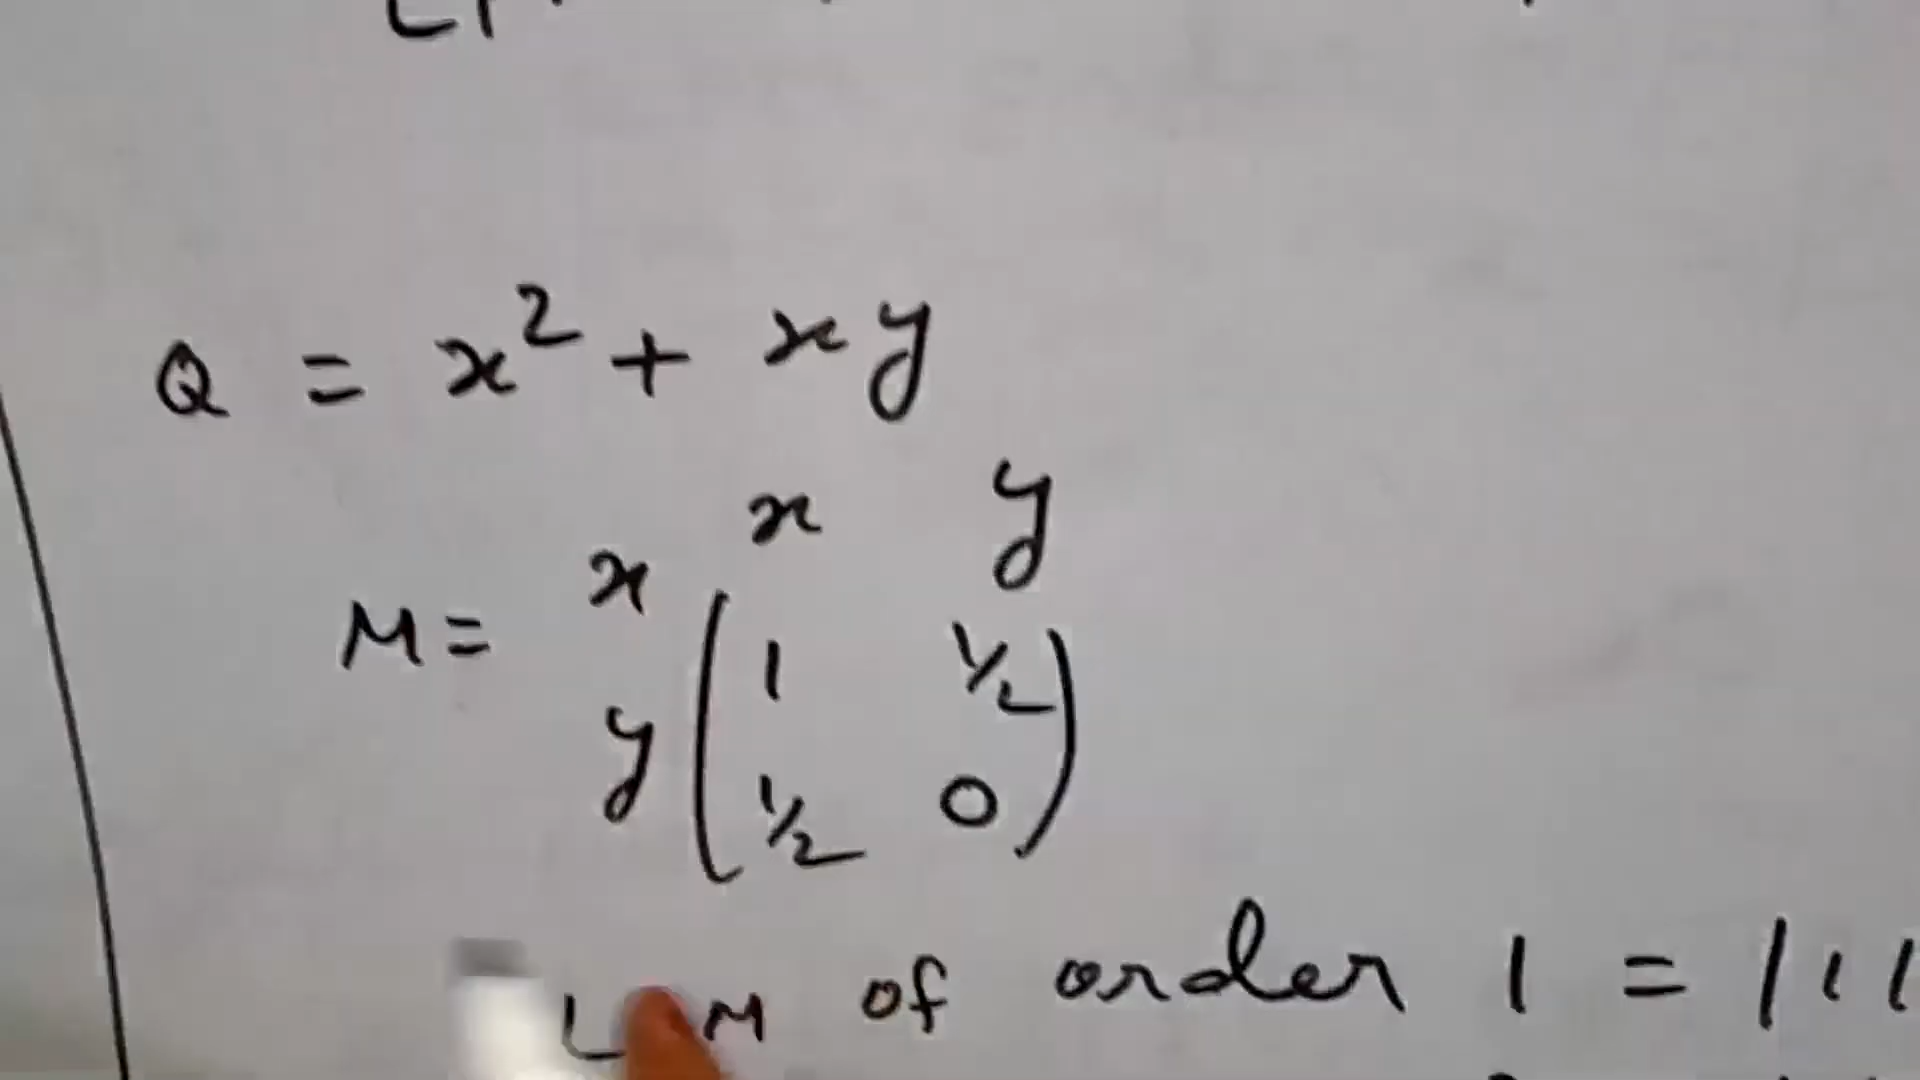 Q = x² + xy
x y
M = x ( 1 1/2
y 1/2 0 )
of order 1 = |1|